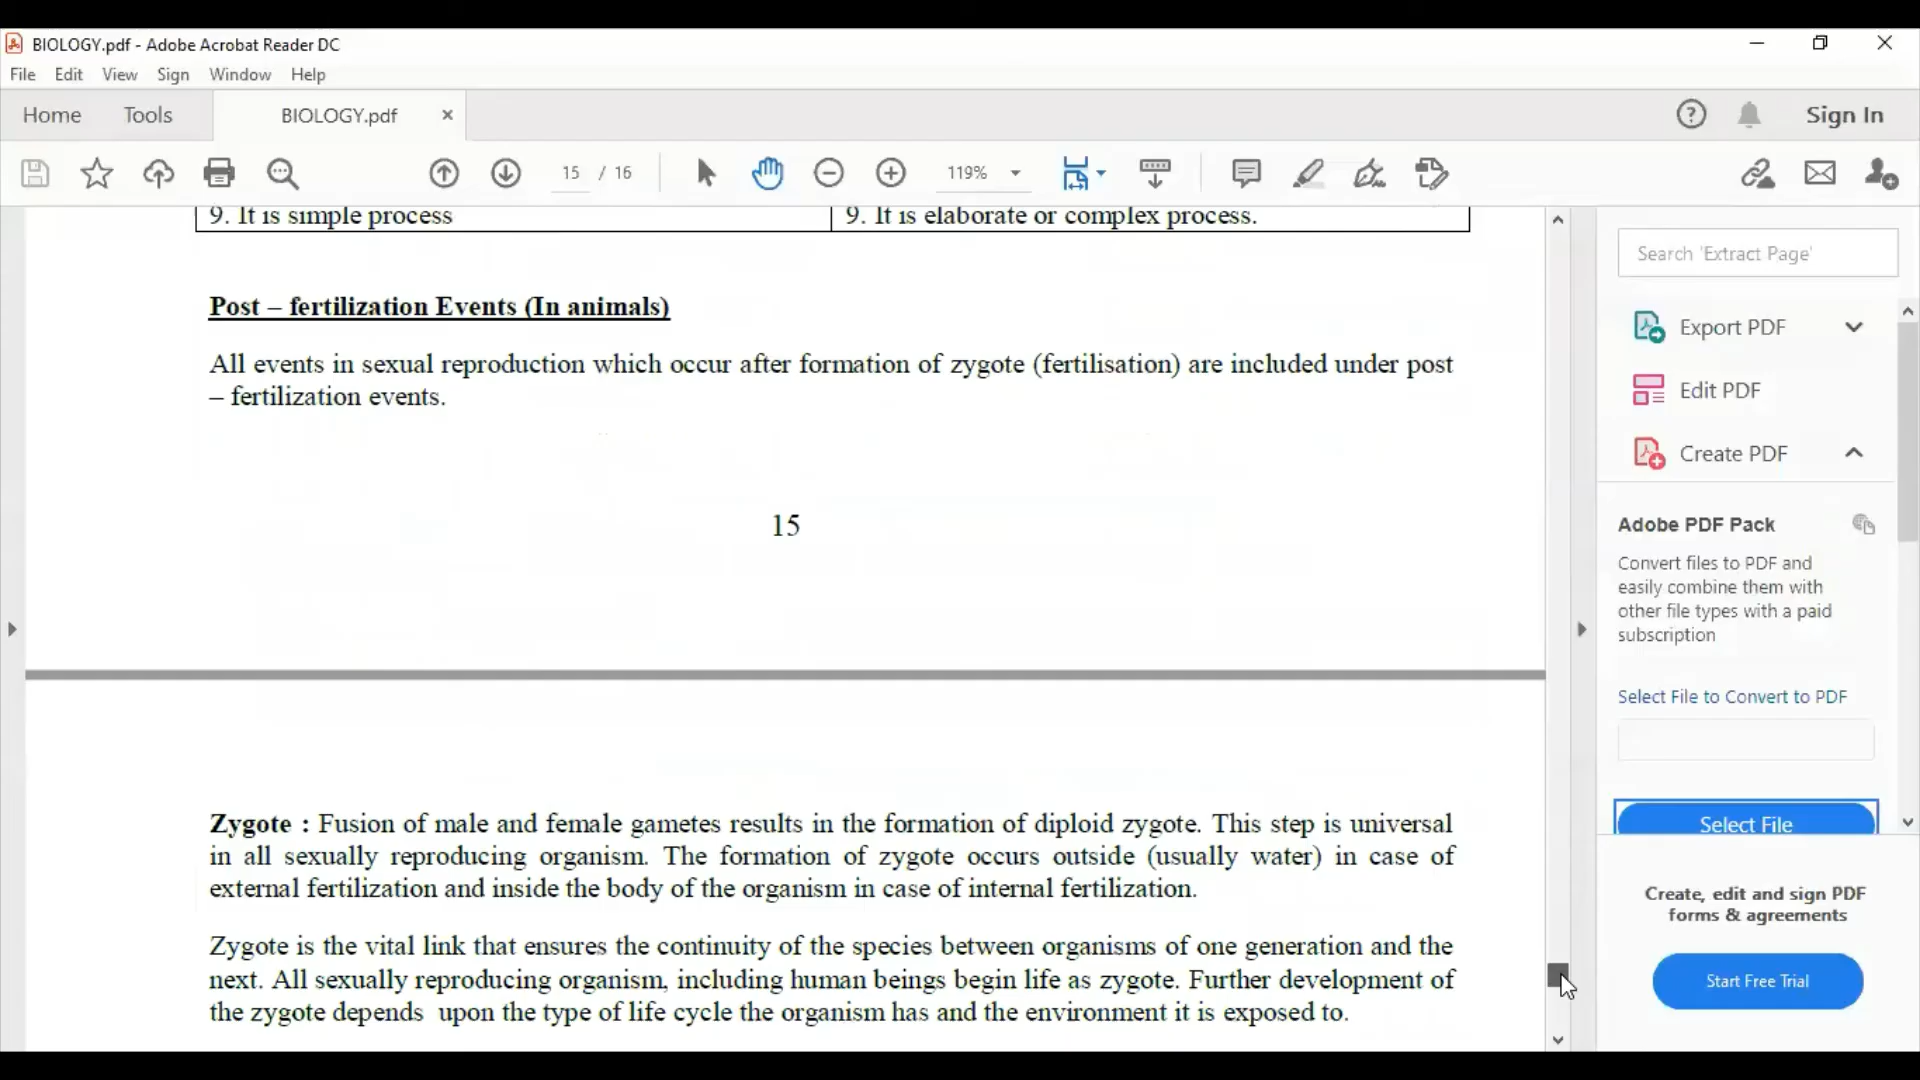 BIOLOGY.pdf - Adobe Acrobat Reader DC
File Edit View Sign Window Help
Home Tools BIOLOGY.pdf × Sign In
15 / 16 119%
9. It is simple process 9. It is elaborate or complex process.
Post – fertilization Events (In animals)
All events in sexual reproduction which occur after formation of zygote (fertilisation) are included under post
– fertilization events.
15
Zygote : Fusion of male and female gametes results in the formation of diploid zygote. This step is universal
in all sexually reproducing organism. The formation of zygote occurs outside (usually water) in case of
external fertilization and inside the body of the organism in case of internal fertilization.
Zygote is the vital link that ensures the continuity of the species between organisms of one generation and the
next. All sexually reproducing organism, including human beings begin life as zygote. Further development of
the zygote depends upon the type of life cycle the organism has and the environment it is exposed to.
Search 'Extract Page'
Export PDF
Edit PDF
Create PDF
Adobe PDF Pack
Convert files to PDF and
easily combine them with
other file types with a paid
subscription
Select File to Convert to PDF
Select File
Create, edit and sign PDF
forms & agreements
Start Free Trial